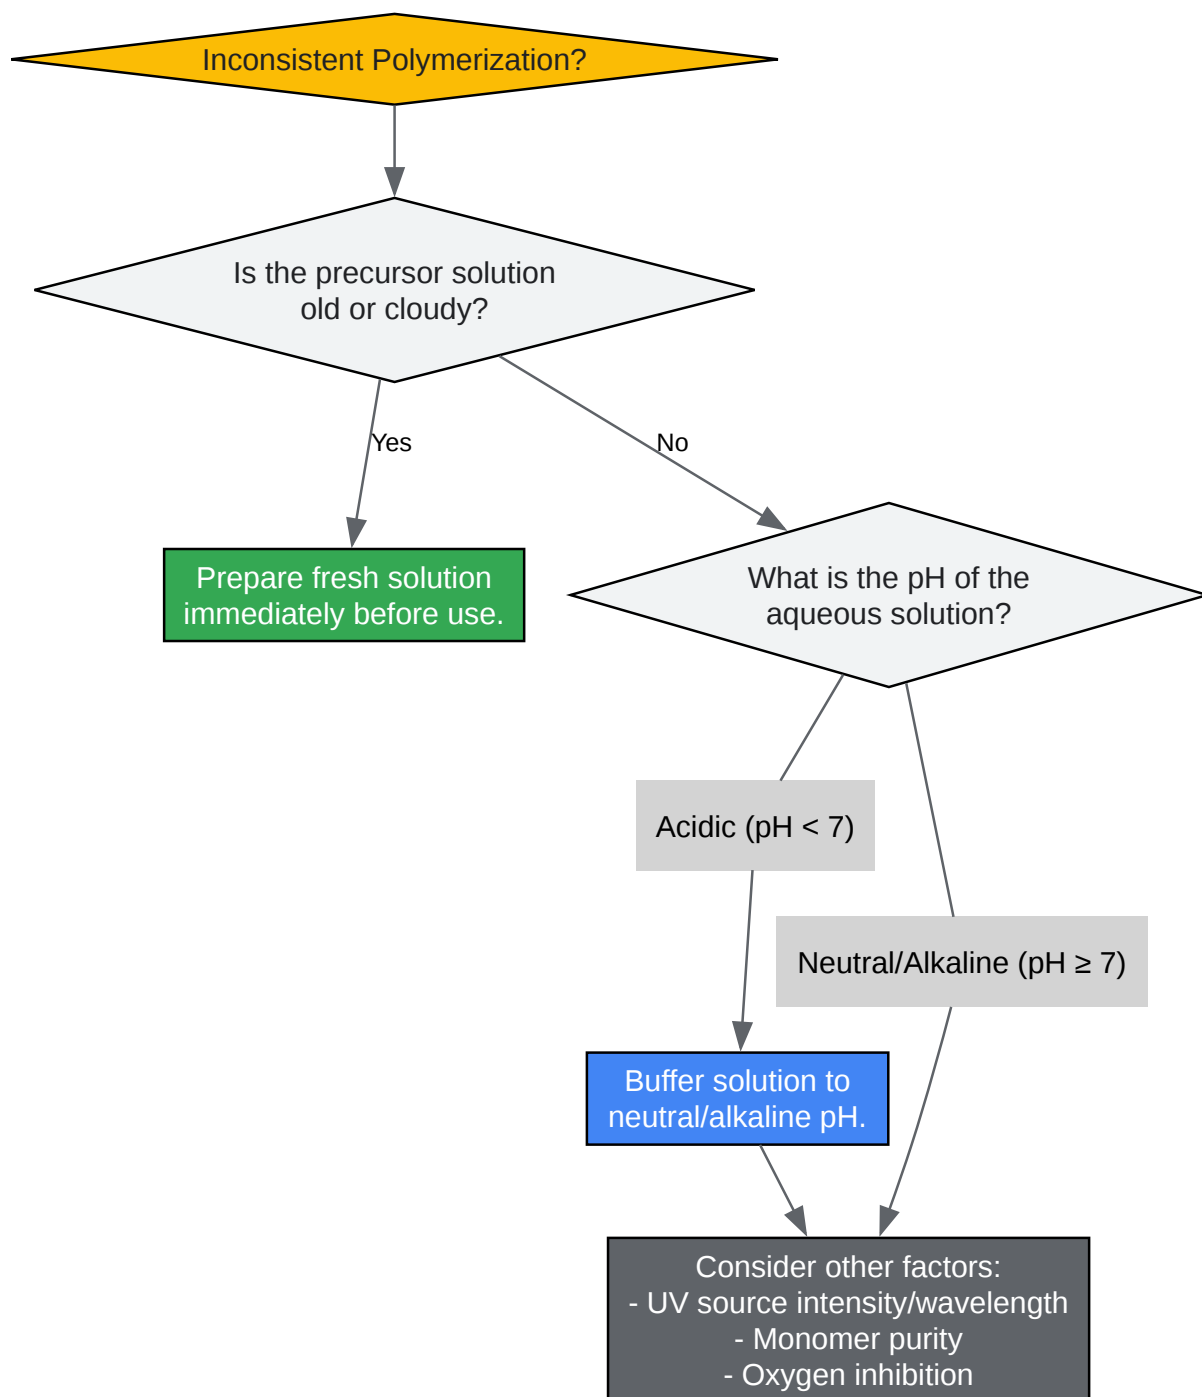 Inconsistent Polymerization?
Is the precursor solution
old or cloudy?
Yes
No
Prepare fresh solution
immediately before use.
What is the pH of the
aqueous solution?
Acidic (pH < 7)
Neutral/Alkaline (pH ≥ 7)
Buffer solution to
neutral/alkaline pH.
Consider other factors:
- UV source intensity/wavelength
- Monomer purity
- Oxygen inhibition